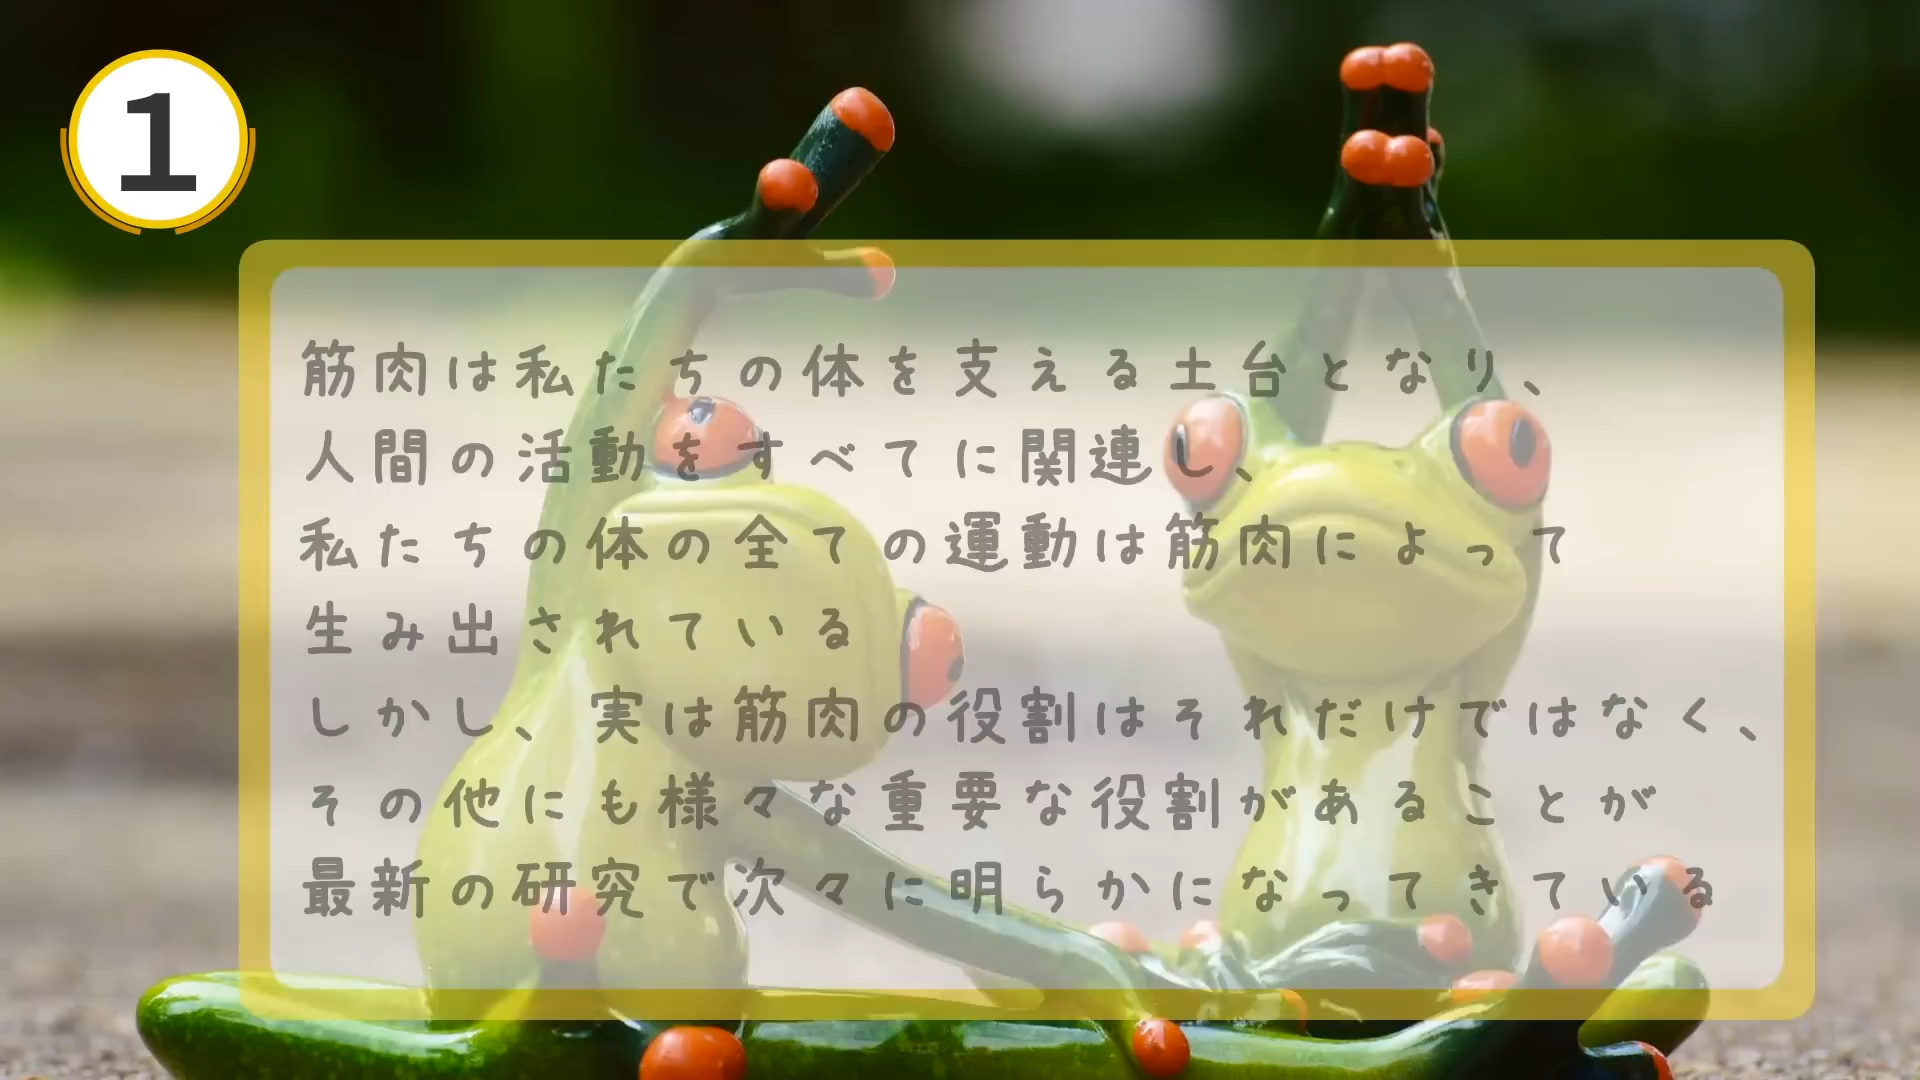 1
筋肉は私たちの体を支える土台となり、
人間の活動をすべてに関連し、
私たちの体の全ての運動は筋肉によって
生み出されている
しかし、実は筋肉の役割はそれだけではなく、
その他にも様々な重要な役割があることが
最新の研究で次々に明らかになってきている